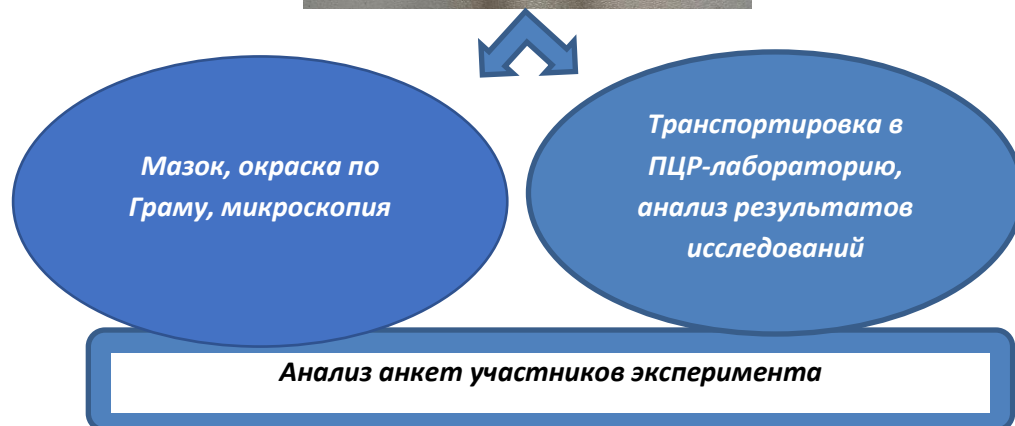 Мазок, окраска по
Граму, микроскопия
Транспортировка в
ПЦР-лабораторию,
анализ результатов
исследований
Анализ анкет участников эксперимента